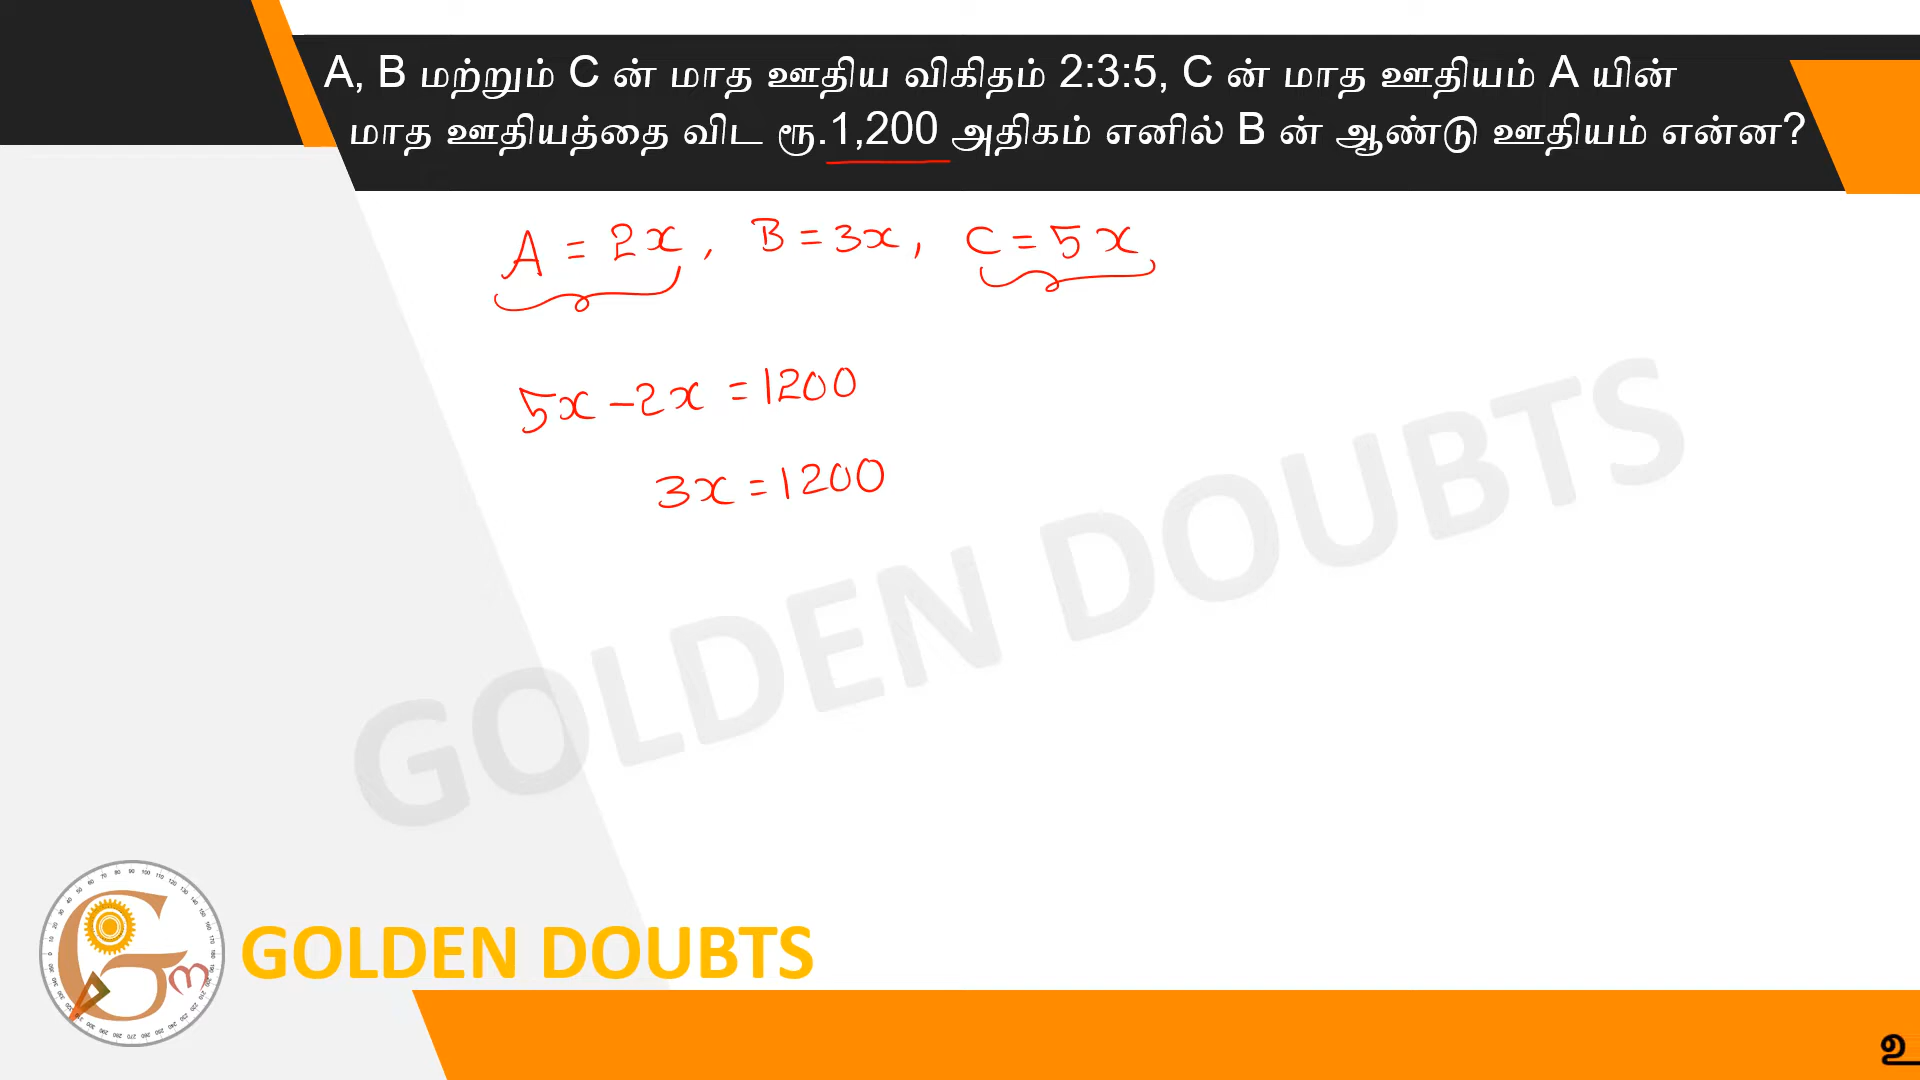 A, B மற்றும் C ன் மாத ஊதிய விகிதம் 2:3:5, C ன் மாத ஊதியம் A யின்
மாத ஊதியத்தை விட ரூ.1,200 அதிகம் எனில் B ன் ஆண்டு ஊதியம் என்ன?
A = 2x, B = 3x, C = 5x
5x - 2x = 1200
3x = 1200
GOLDEN DOUBTS
GOLDEN DOUBTS